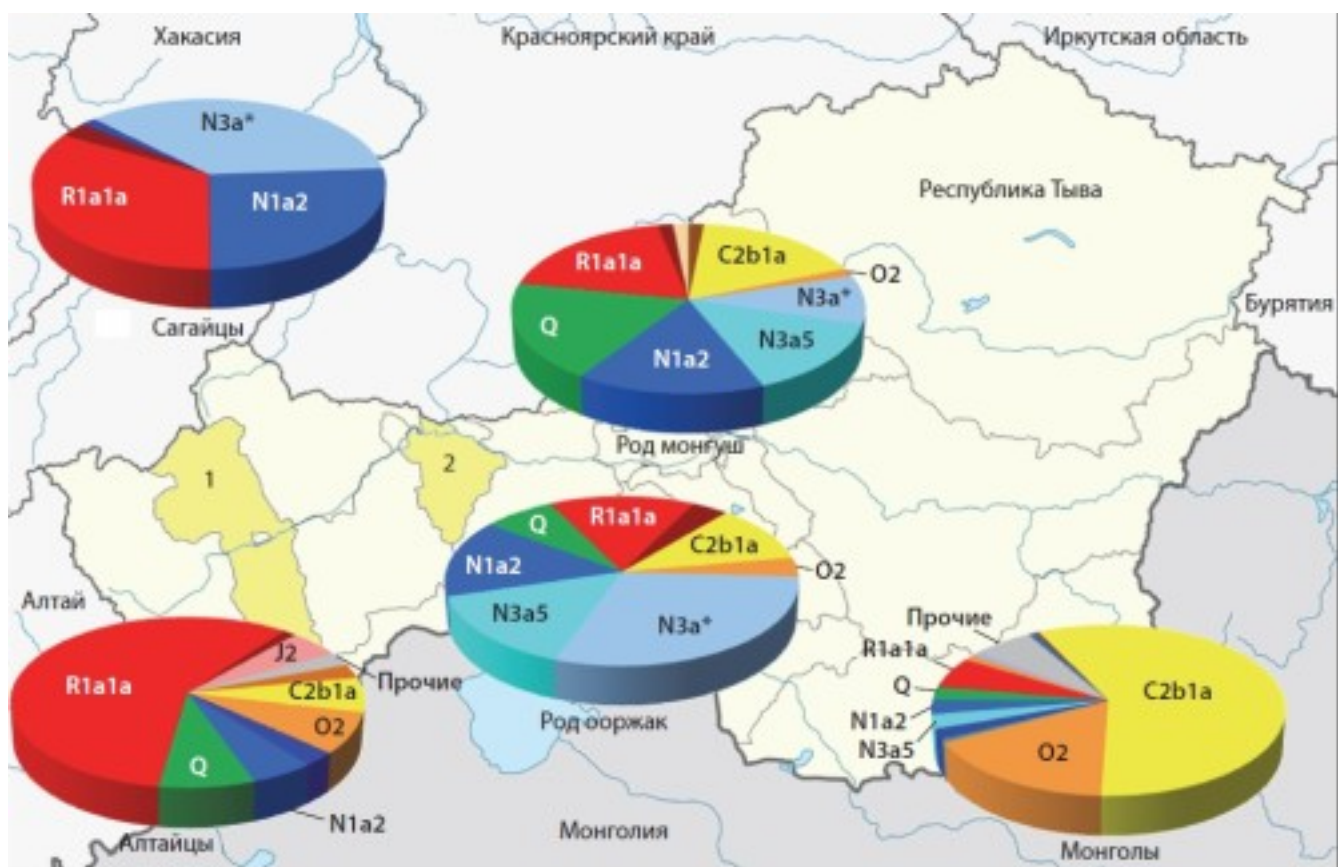 Хакасия
Красноярский край
Иркутская область
N3a*
R1a1a
N1a2
Сагайцы
Республика Тыва
Бурятия
R1a1a
C2b1a
O2
N3a*
Q
N3a5
N1a2
Род монгуш
1
2
Q
R1a1a
C2b1a
O2
N1a2
N3a5
N3a*
Род ооржак
Алтай
R1a1a
J2
Прочие
C2b1a
O2
Q
N1a2
Алтайцы
Прочие
R1a1a
Q
N1a2
N3a5
C2b1a
O2
Монголия
Монголы